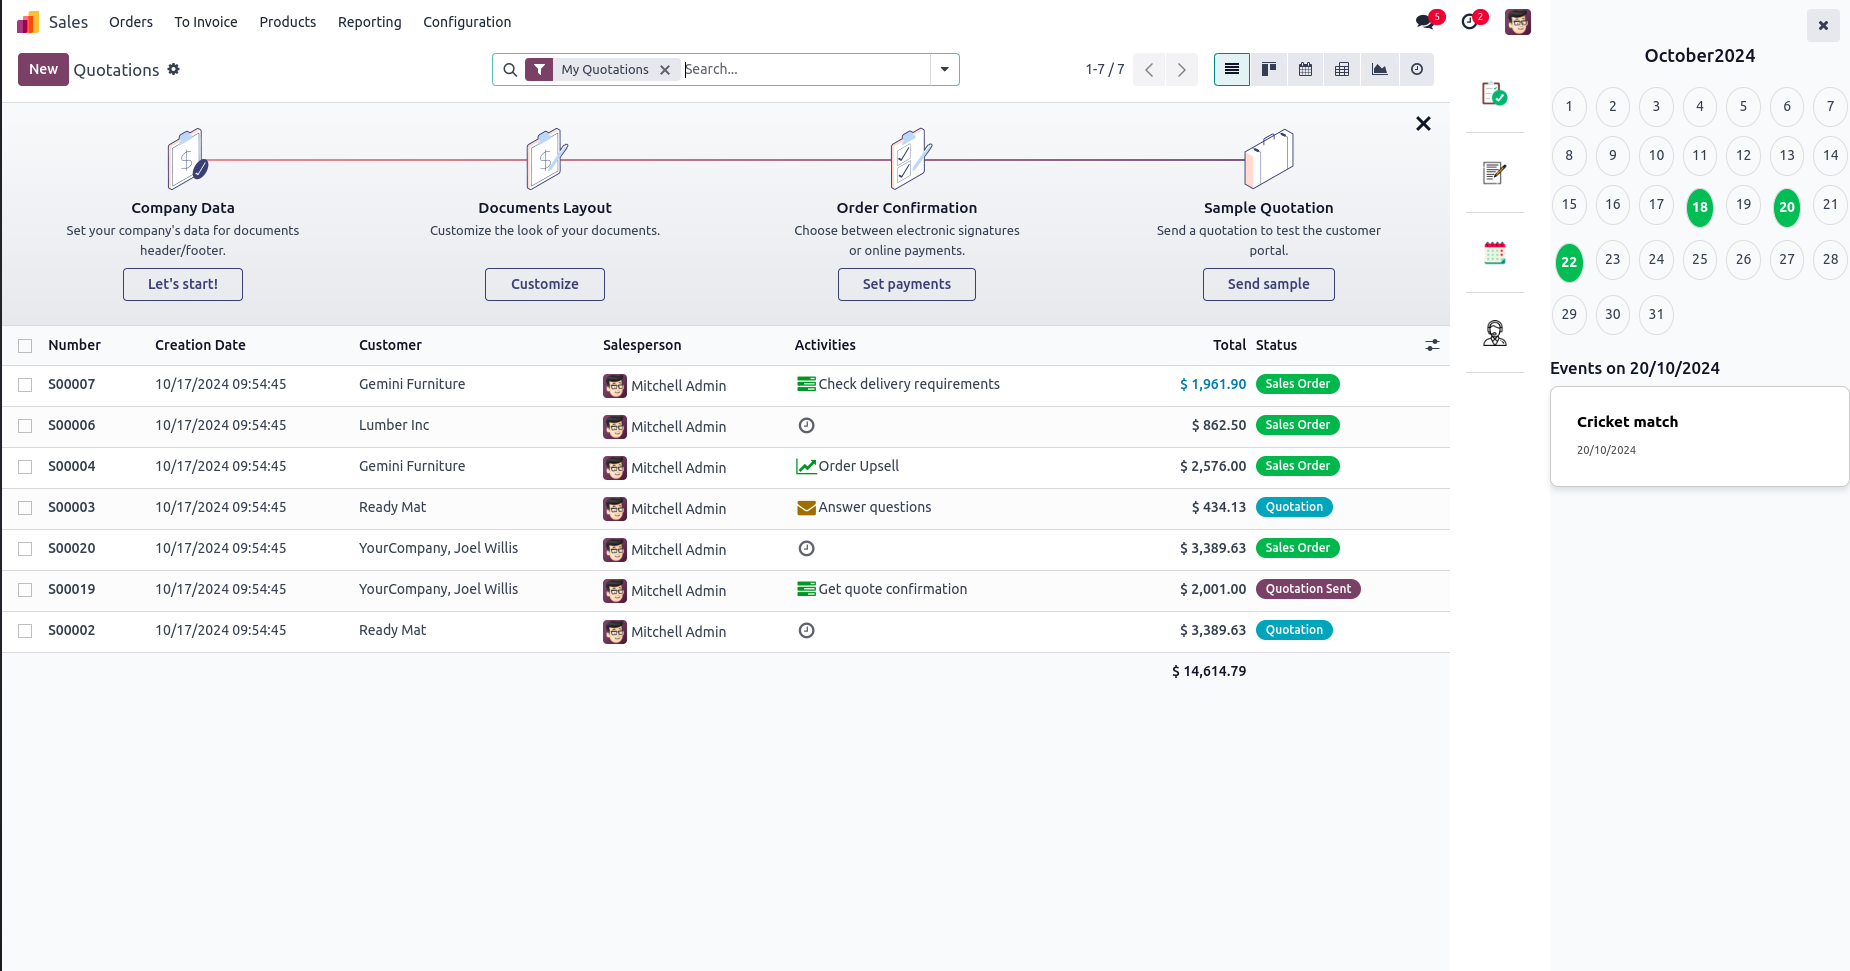 Sales Orders To Invoice Products Reporting Configuration 5 2
New Quotations My Quotations Search... 1-7 / 7
Company Data Documents Layout Order Confirmation Sample Quotation
Set your company's data for documents Customize the look of your documents. Choose between electronic signatures Send a quotation to test the customer
header/footer. or online payments. portal.
Let's start! Customize Set payments Send sample
Number Creation Date Customer Salesperson Activities Total Status
S00007 10/17/2024 09:54:45 Gemini Furniture Mitchell Admin Check delivery requirements $ 1,961.90 Sales Order
S00006 10/17/2024 09:54:45 Lumber Inc Mitchell Admin $ 862.50 Sales Order
S00004 10/17/2024 09:54:45 Gemini Furniture Mitchell Admin Order Upsell $ 2,576.00 Sales Order
S00003 10/17/2024 09:54:45 Ready Mat Mitchell Admin Answer questions $ 434.13 Quotation
S00020 10/17/2024 09:54:45 YourCompany, Joel Willis Mitchell Admin $ 3,389.63 Sales Order
S00019 10/17/2024 09:54:45 YourCompany, Joel Willis Mitchell Admin Get quote confirmation $ 2,001.00 Quotation Sent
S00002 10/17/2024 09:54:45 Ready Mat Mitchell Admin $ 3,389.63 Quotation
$ 14,614.79
October2024
1 2 3 4 5 6 7
8 9 10 11 12 13 14
15 16 17 18 19 20 21
22 23 24 25 26 27 28
29 30 31
Events on 20/10/2024
Cricket match
20/10/2024